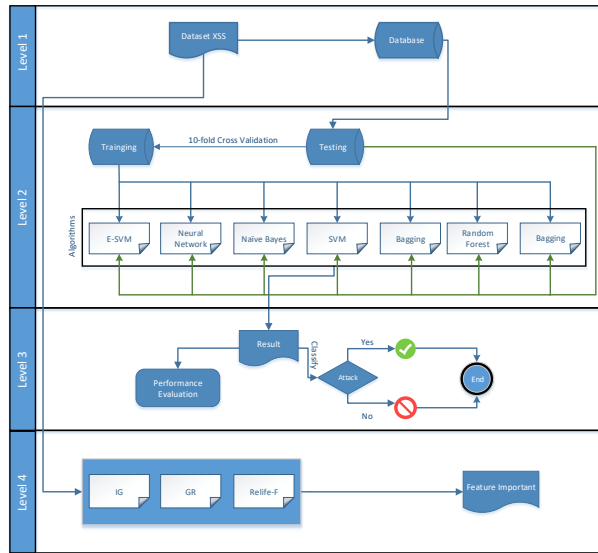 Level 1
Dataset XSS
Database
Level 2
Trainging
10-fold Cross Validation
Testing
Algorithms
E-SVM
Neural
Network
Naïve Bayes
SVM
Bagging
Random
Forest
Bagging
Level 3
Result
Classify
Yes
Performance
Evaluation
Attack
End
No
Level 4
IG
GR
Relife-F
Feature Important